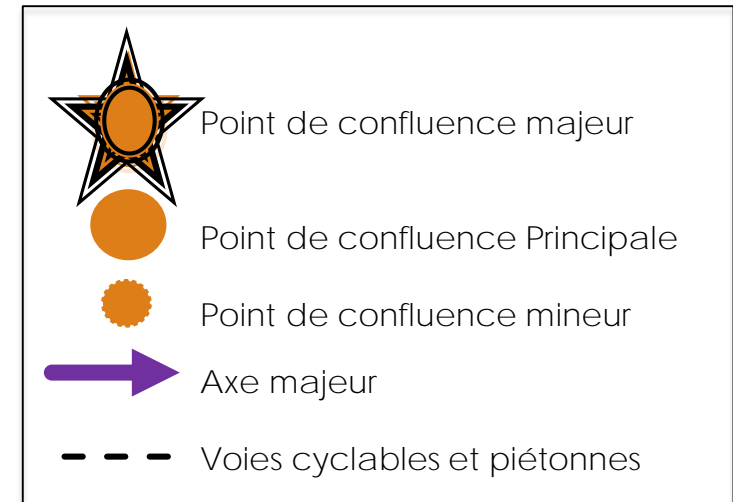 Point de confluence majeur
Point de confluence Principale
Point de confluence mineur
Axe majeur
Voies cyclables et piétonnes